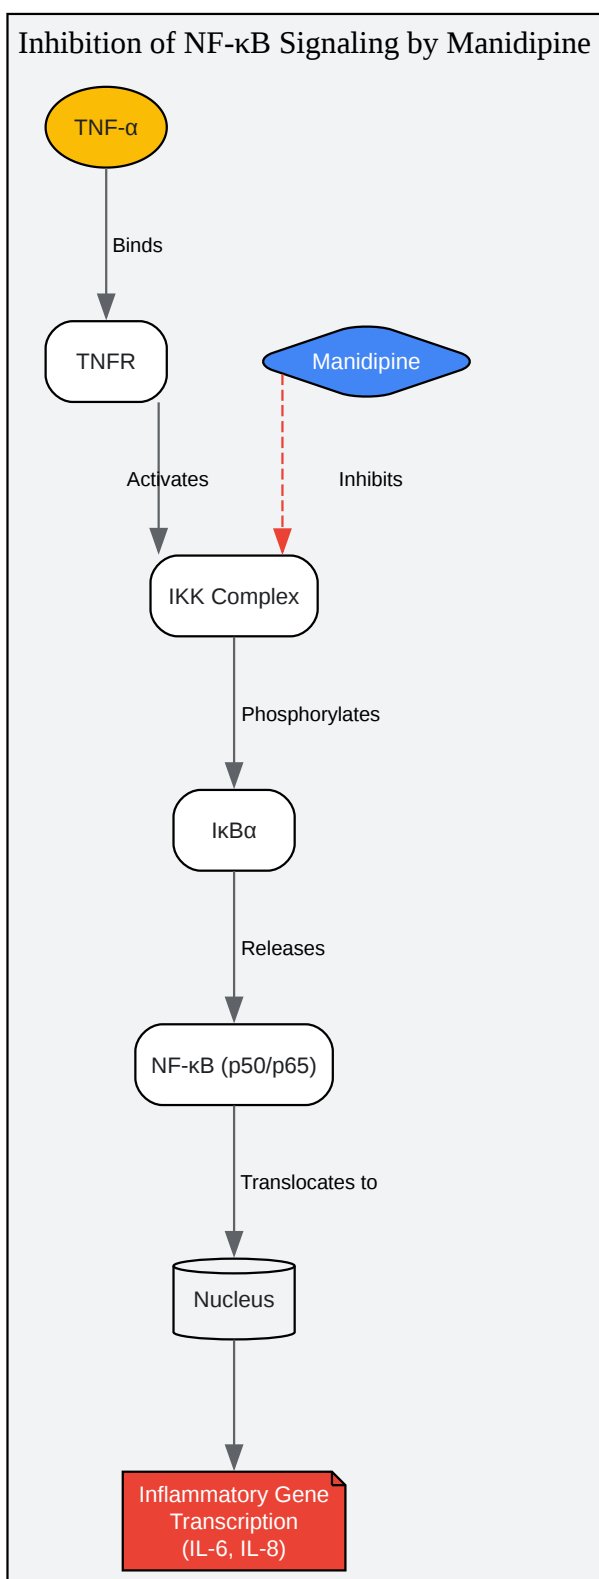 Inhibition of NF-κB Signaling by Manidipine
TNF-α
Binds
TNFR
Manidipine
Activates
Inhibits
IKK Complex
Phosphorylates
IκBα
Releases
NF-κB (p50/p65)
Translocates to
Nucleus
Inflammatory Gene
Transcription
(IL-6, IL-8)